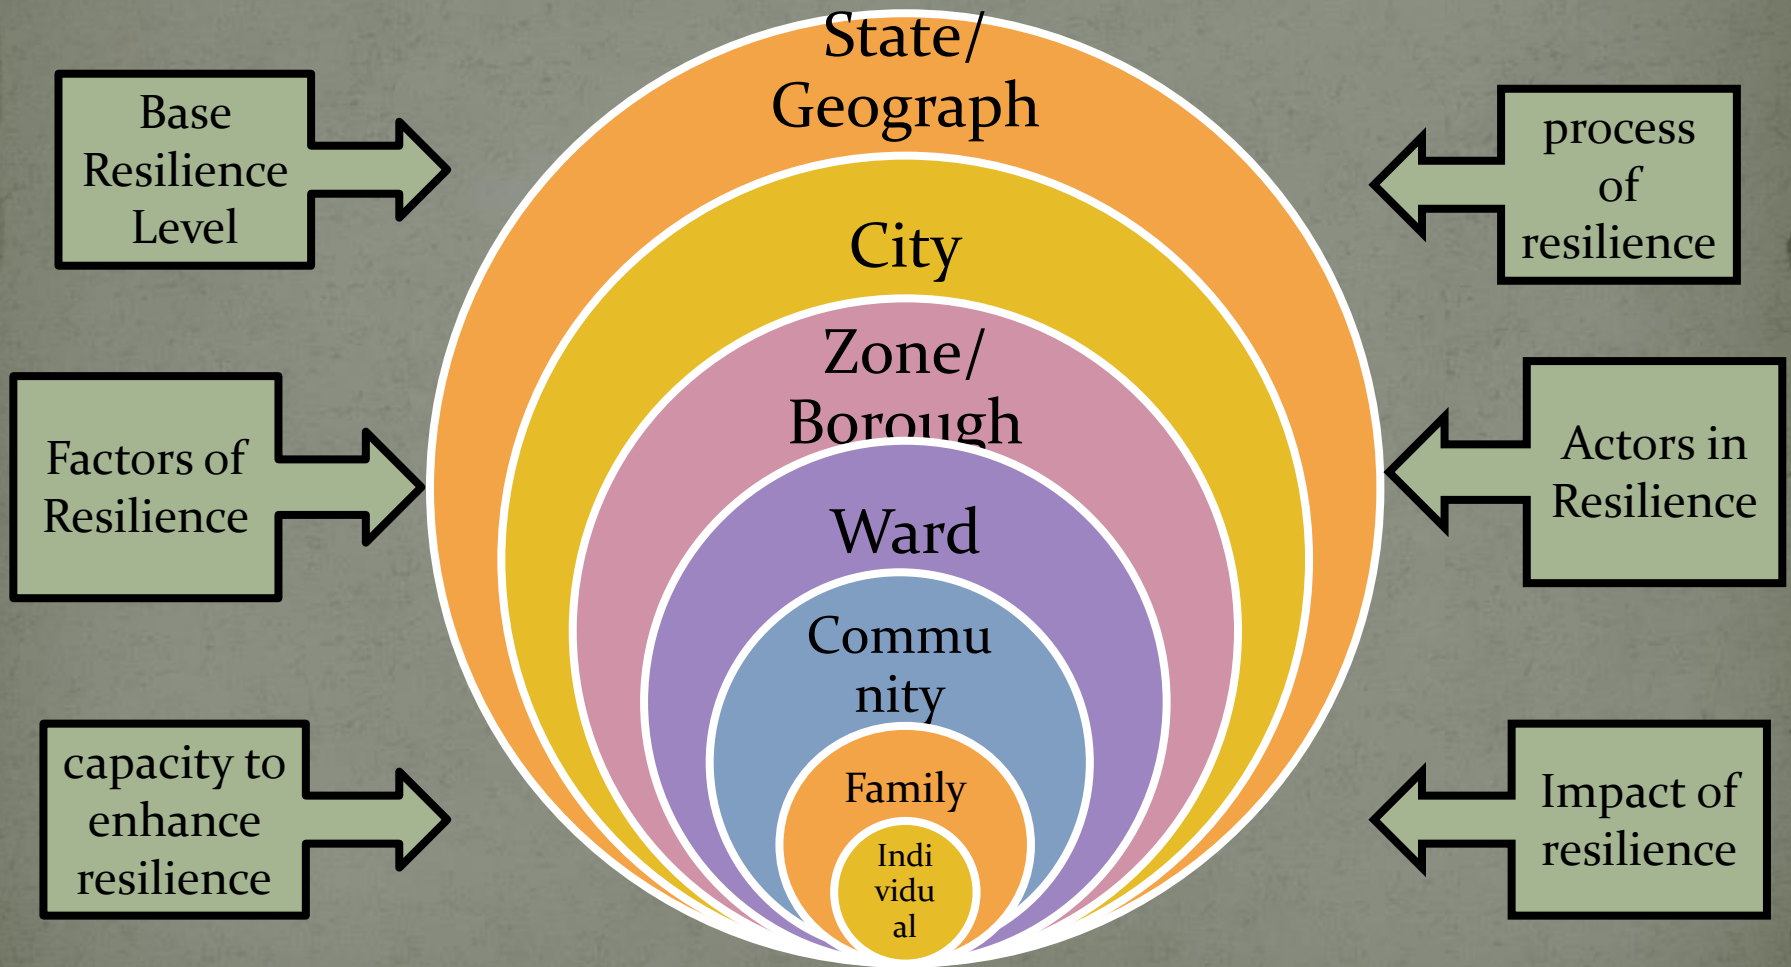 State/
Geograph
Base
Resilience
Level
process
of
resilience
City
Zone/
Borough
Factors of
Resilience
Actors in
Resilience
Ward
Commu
nity
capacity to
enhance
resilience
Family
Indi
vidu
al
Impact of
resilience